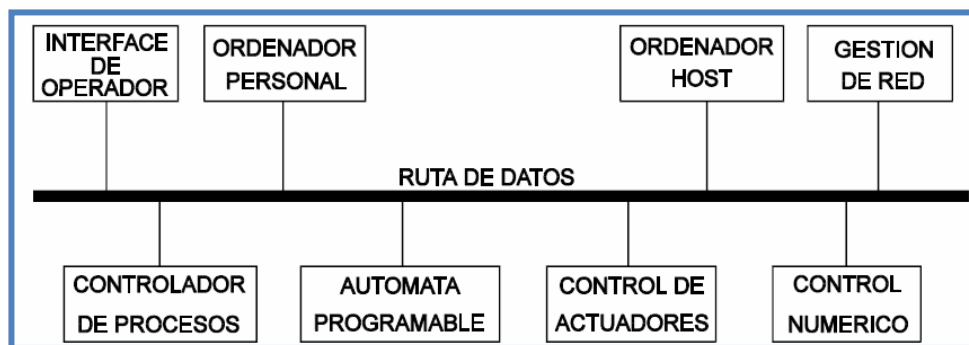 INTERFACE
DE
OPERADOR
ORDENADOR
PERSONAL
ORDENADOR
HOST
GESTION
DE RED
RUTA DE DATOS
CONTROLADOR
DE PROCESOS
AUTOMATA
PROGRAMABLE
CONTROL DE
ACTUADORES
CONTROL
NUMERICO